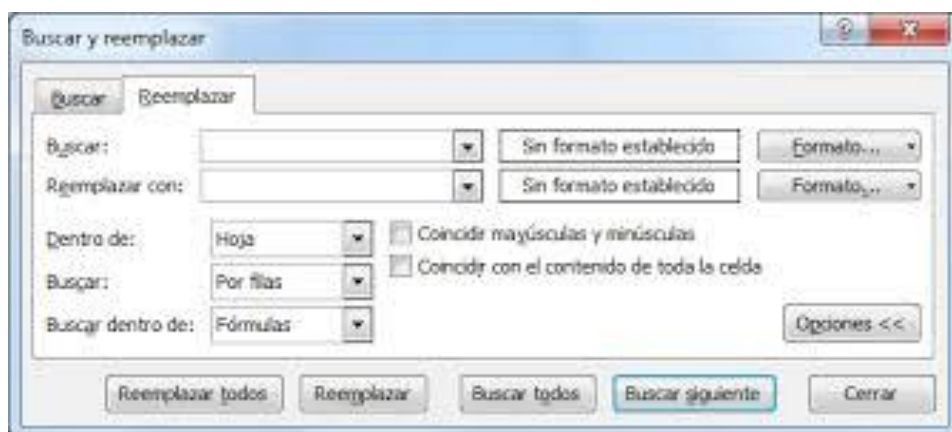 Buscar y reemplazar
Buscar Reemplazar
Buscar: Sin formato establecido Formato...
Reemplazar con: Sin formato establecido Formato...
Dentro de: Hoja Coincidir mayúsculas y minúsculas
Coincidir con el contenido de toda la celda
Buscar: Por filas
Buscar dentro de: Fórmulas Opciones <<
Reemplazar todos Reemplazar Buscar todos Buscar siguiente Cerrar